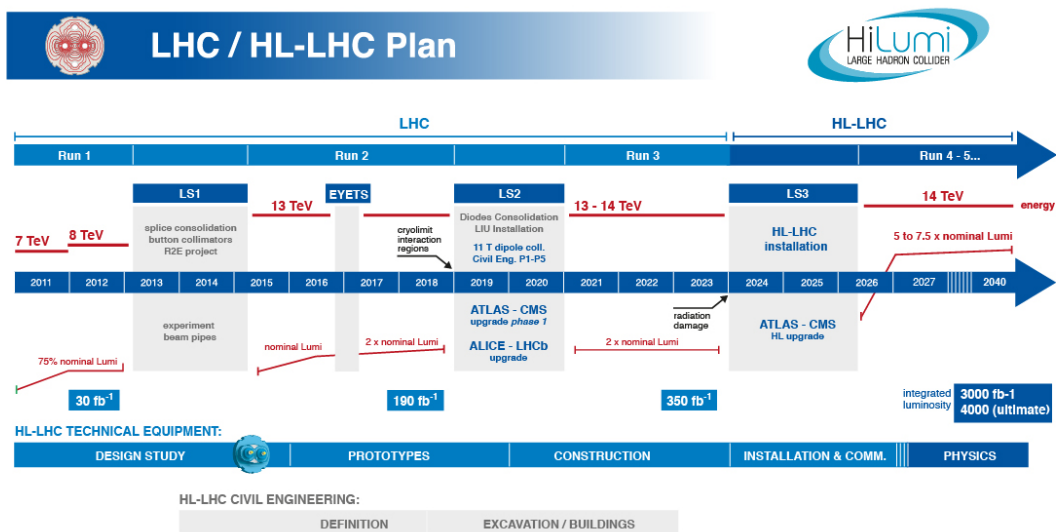 LHC / HL-LHC Plan
HiLumi
LARGE HADRON COLLIDER
LHC
HL-LHC
Run 1
Run 2
Run 3
Run 4 - 5...
LS1
EYETS
LS2
LS3
13 TeV
13 - 14 TeV
14 TeV
energy
7 TeV
8 TeV
splice consolidation
button collimators
R2E project
cryolimit
interaction
regions
Diodes Consolidation
LIU Installation
11 T dipole coll.
Civil Eng. P1-P5
HL-LHC
installation
5 to 7.5 x nominal Lumi
2011
2012
2013
2014
2015
2016
2017
2018
2019
2020
2021
2022
2023
2024
2025
2026
2027
2040
experiment
beam pipes
ATLAS - CMS
upgrade phase 1
ALICE - LHCb
upgrade
radiation
damage
ATLAS - CMS
HL upgrade
75% nominal Lumi
nominal Lumi
2 x nominal Lumi
2 x nominal Lumi
30 fb-1
190 fb-1
350 fb-1
integrated
luminosity
3000 fb-1
4000 (ultimate)
HL-LHC TECHNICAL EQUIPMENT:
DESIGN STUDY
PROTOTYPES
CONSTRUCTION
INSTALLATION & COMM.
PHYSICS
HL-LHC CIVIL ENGINEERING:
DEFINITION
EXCAVATION / BUILDINGS